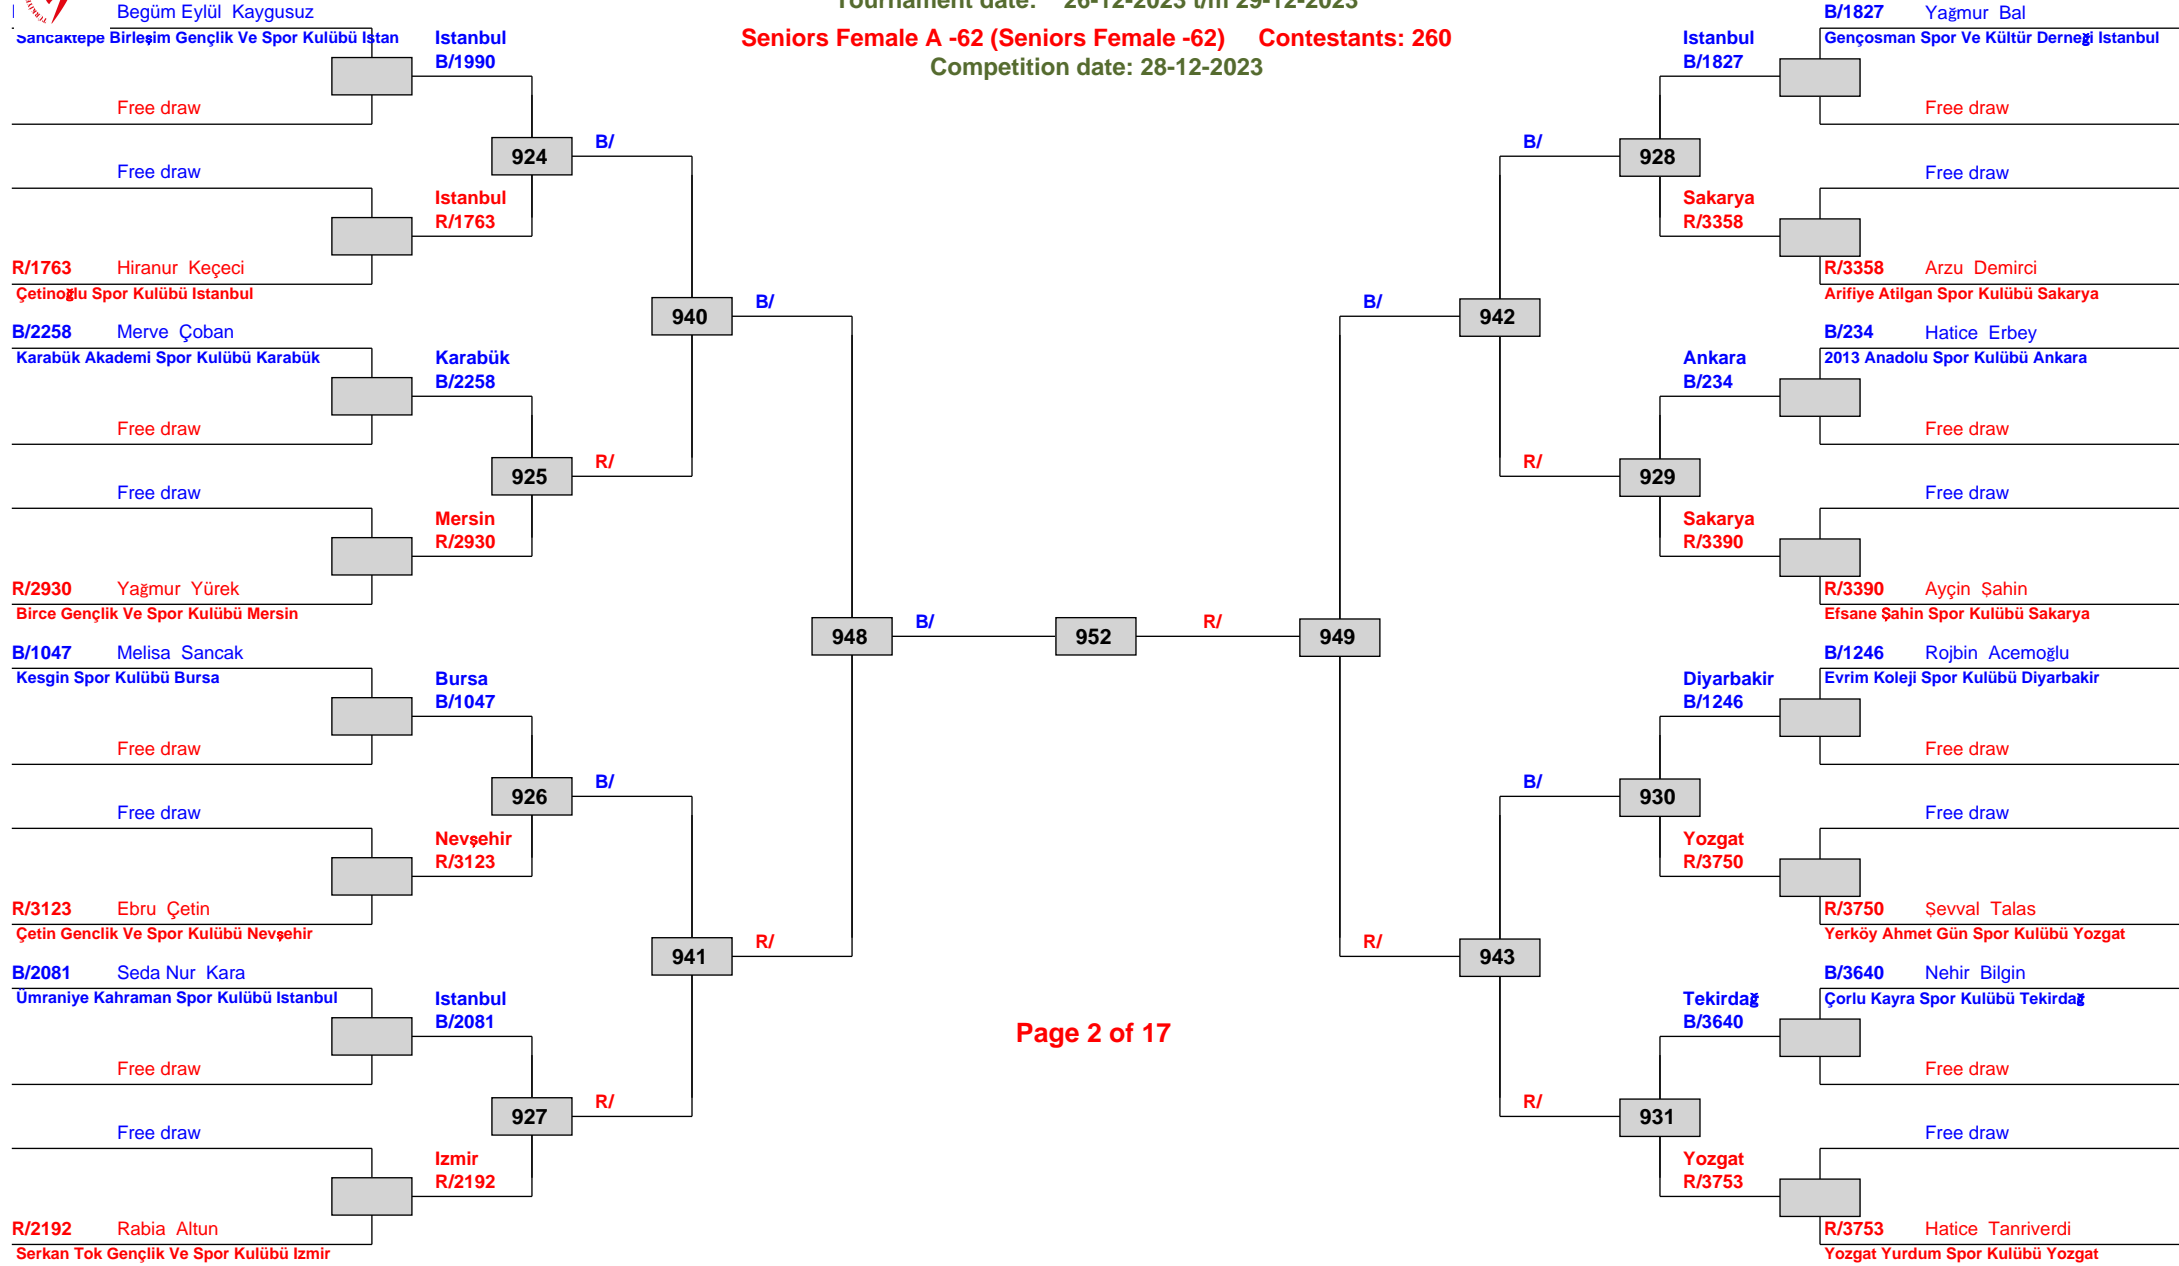 Tournament date: 26-12-2023 t/m 29-12-2023
Seniors Female A -62 (Seniors Female -62) Contestants: 260
Competition date: 28-12-2023
Begüm Eylül Kaygusuz
Sancaktepe Birleşim Gençlik Ve Spor Kulübü Istan
Istanbul
B/1990
Free draw
924
B/
Free draw
Istanbul
R/1763
R/1763 Hiranur Keçeci
Çetinoğlu Spor Kulübü Istanbul
940
B/
B/2258 Merve Çoban
Karabük Akademi Spor Kulübü Karabük
Karabük
B/2258
Free draw
925
R/
Free draw
Mersin
R/2930
R/2930 Yağmur Yürek
Birce Gençlik Ve Spor Kulübü Mersin
948
B/
952
R/
949
B/1047 Melisa Sancak
Kesgin Spor Kulübü Bursa
Bursa
B/1047
Free draw
926
B/
Free draw
Nevşehir
R/3123
R/3123 Ebru Çetin
Çetin Genclik Ve Spor Kulübü Nevşehir
941
R/
B/2081 Seda Nur Kara
Ümraniye Kahraman Spor Kulübü Istanbul
Istanbul
B/2081
Free draw
927
R/
Free draw
Izmir
R/2192
R/2192 Rabia Altun
Serkan Tok Gençlik Ve Spor Kulübü Izmir
Page 2 of 17
B/1827 Yağmur Bal
Gençosman Spor Ve Kültür Derneği Istanbul
Istanbul
B/1827
Free draw
B/
928
Free draw
Sakarya
R/3358
R/3358 Arzu Demirci
Arifiye Atilgan Spor Kulübü Sakarya
B/
942
B/234 Hatice Erbey
2013 Anadolu Spor Kulübü Ankara
Ankara
B/234
Free draw
R/
929
Free draw
Sakarya
R/3390
R/3390 Ayçin Şahin
Efsane Şahin Spor Kulübü Sakarya
B/1246 Rojbin Acemoğlu
Evrim Koleji Spor Kulübü Diyarbakir
Diyarbakir
B/1246
Free draw
B/
930
Free draw
Yozgat
R/3750
R/3750 Şevval Talas
Yerköy Ahmet Gün Spor Kulübü Yozgat
R/
943
B/3640 Nehir Bilgin
Çorlu Kayra Spor Kulübü Tekirdağ
Tekirdağ
B/3640
Free draw
R/
931
Free draw
Yozgat
R/3753
R/3753 Hatice Tanriverdi
Yozgat Yurdum Spor Kulübü Yozgat